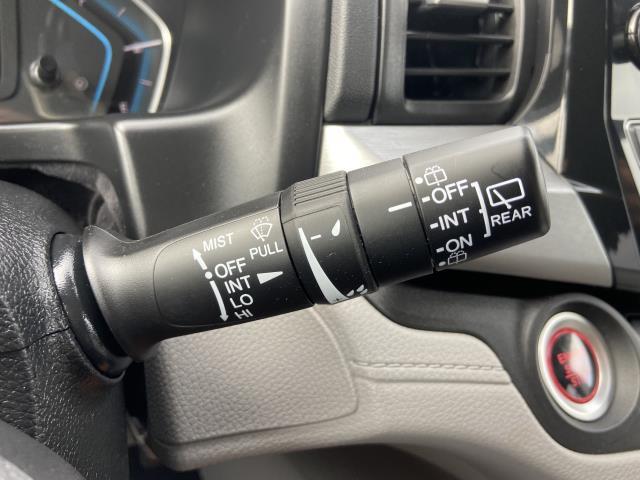 MIST
PULL
OFF
INT
LO
HI
OFF
INT
ON
REAR